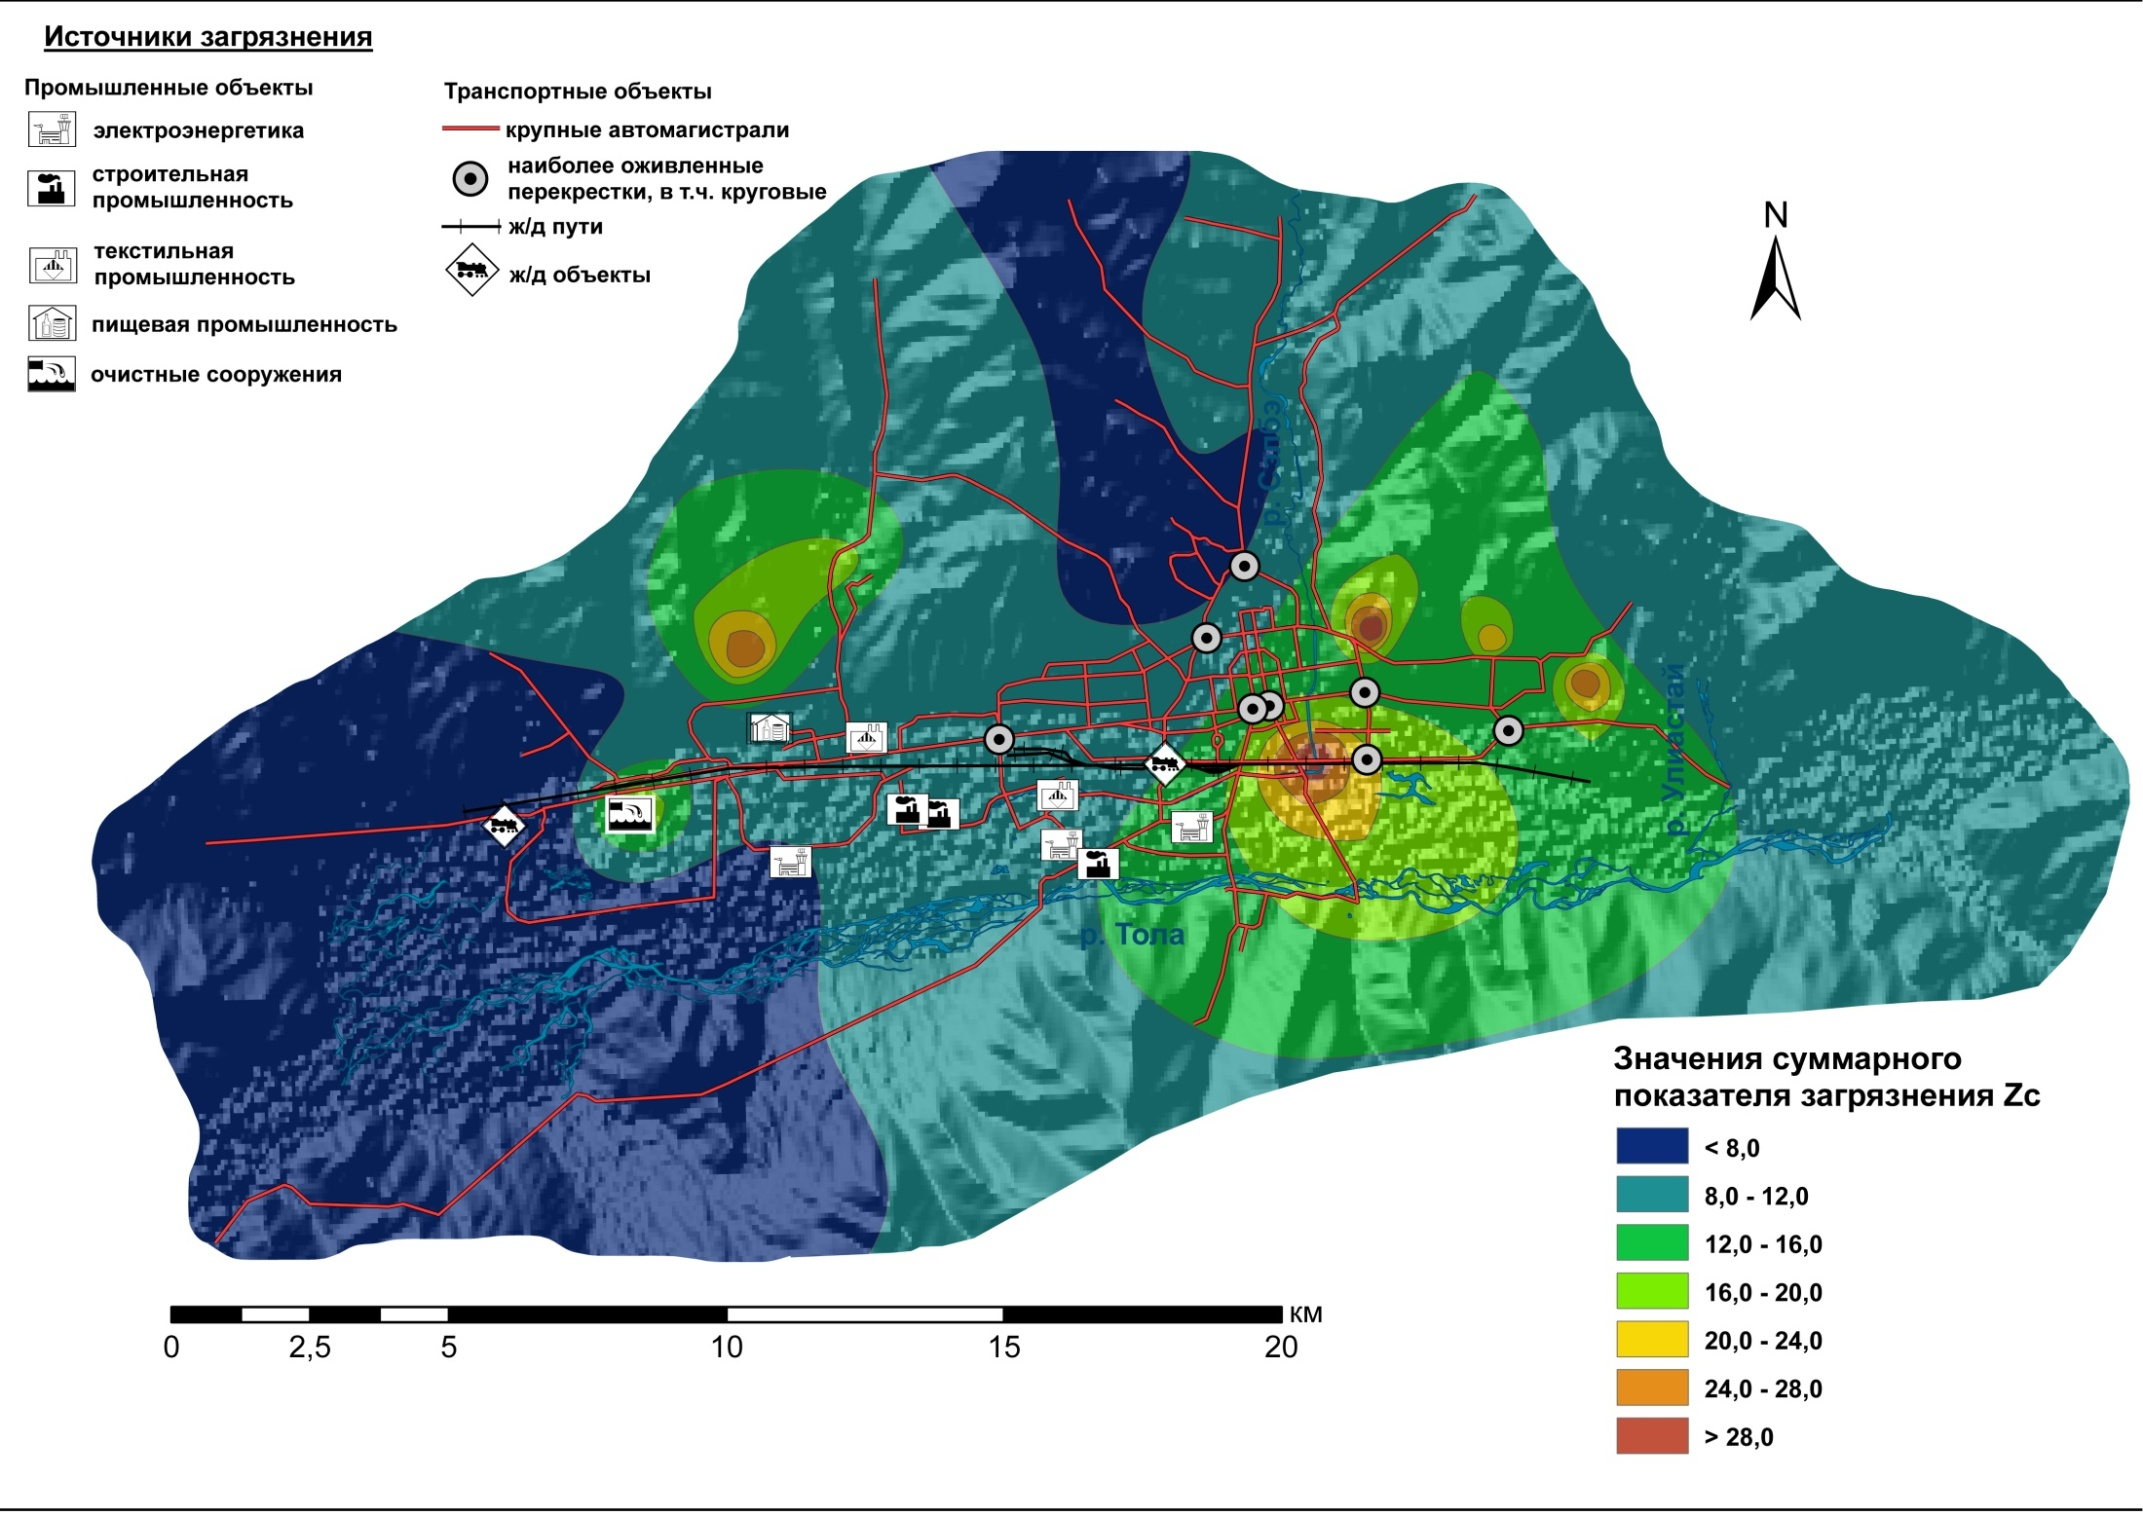 Источники загрязнения
Промышленные объекты
электроэнергетика
строительная
промышленность
текстильная
промышленность
пищевая промышленность
очистные сооружения
Транспортные объекты
крупные автомагистрали
наиболее оживленные
перекрестки, в т.ч. круговые
ж/д пути
ж/д объекты
N
р. Сэлбэ
р. Улиастай
р. Тола
Значения суммарного
показателя загрязнения Zc
< 8,0
8,0 - 12,0
12,0 - 16,0
16,0 - 20,0
20,0 - 24,0
24,0 - 28,0
> 28,0
км
0 2,5 5 10 15 20